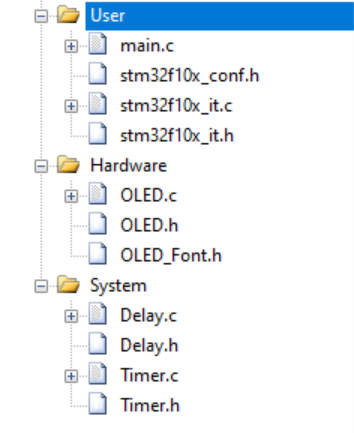 User
main.c
stm32f10x_conf.h
stm32f10x_it.c
stm32f10x_it.h
Hardware
OLED.c
OLED.h
OLED_Font.h
System
Delay.c
Delay.h
Timer.c
Timer.h